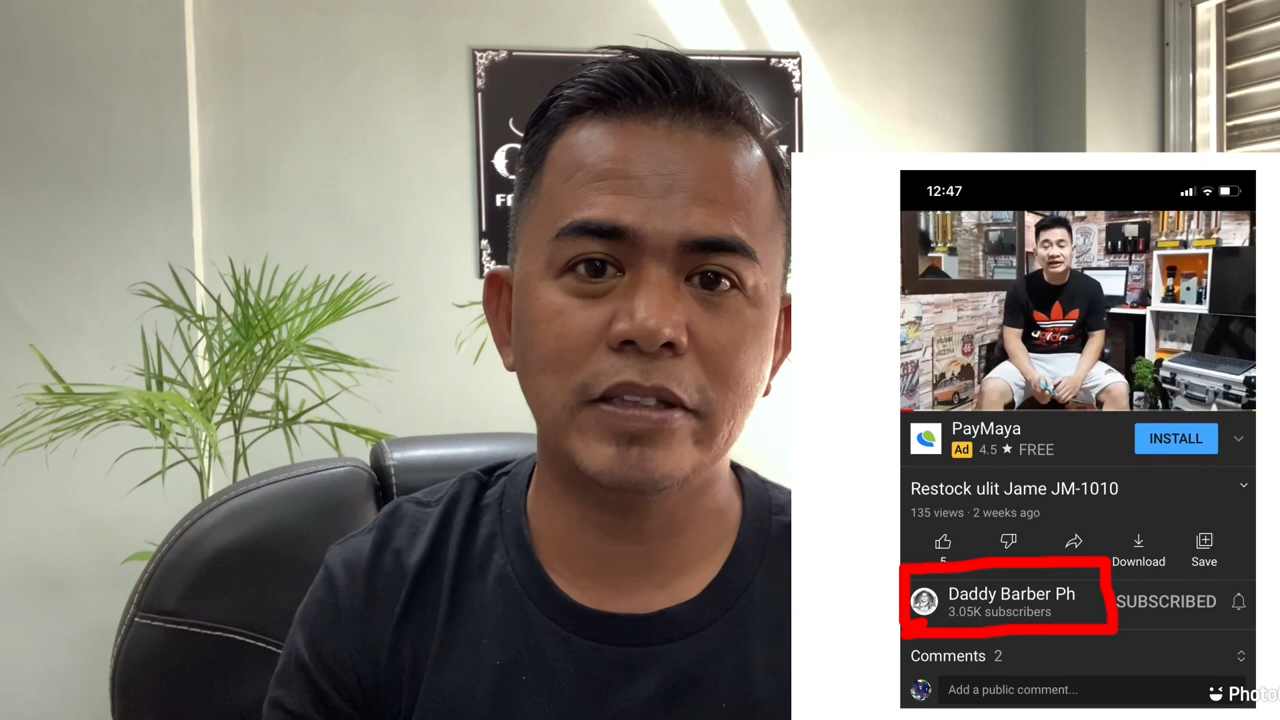 12:47
PayMaya
Ad 4.5 ★ FREE
INSTALL
Restock ulit Jame JM-1010
135 views · 2 weeks ago
5
Download
Save
Daddy Barber Ph
3.05K subscribers
SUBSCRIBED
Comments 2
Add a public comment...